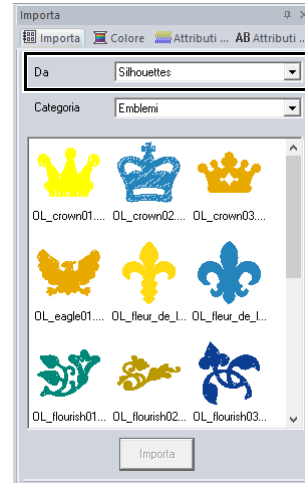 Importa
Importa Colore Attributi ... AB Attributi ...
Da Silhouettes
Categoria Emblemi
OL_crown01.... OL_crown02.... OL_crown03....
OL_eagle01.... OL_fleur_de_l... OL_fleur_de_l...
OL_flourish01... OL_flourish02... OL_flourish03...
Importa